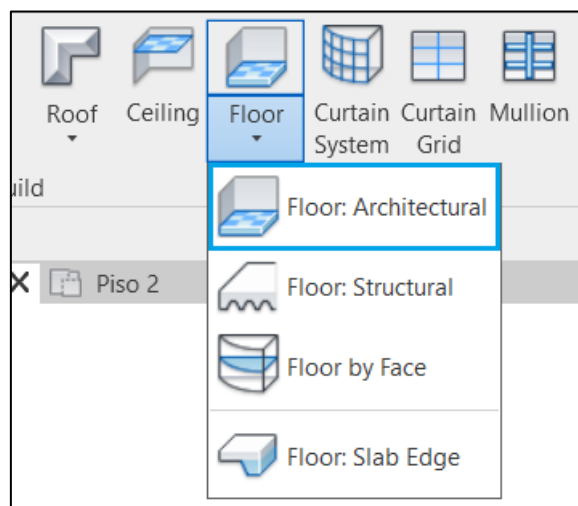 Roof
Ceiling
Floor
Curtain System
Curtain Grid
Mullion
uild
Floor: Architectural
Piso 2
Floor: Structural
Floor by Face
Floor: Slab Edge